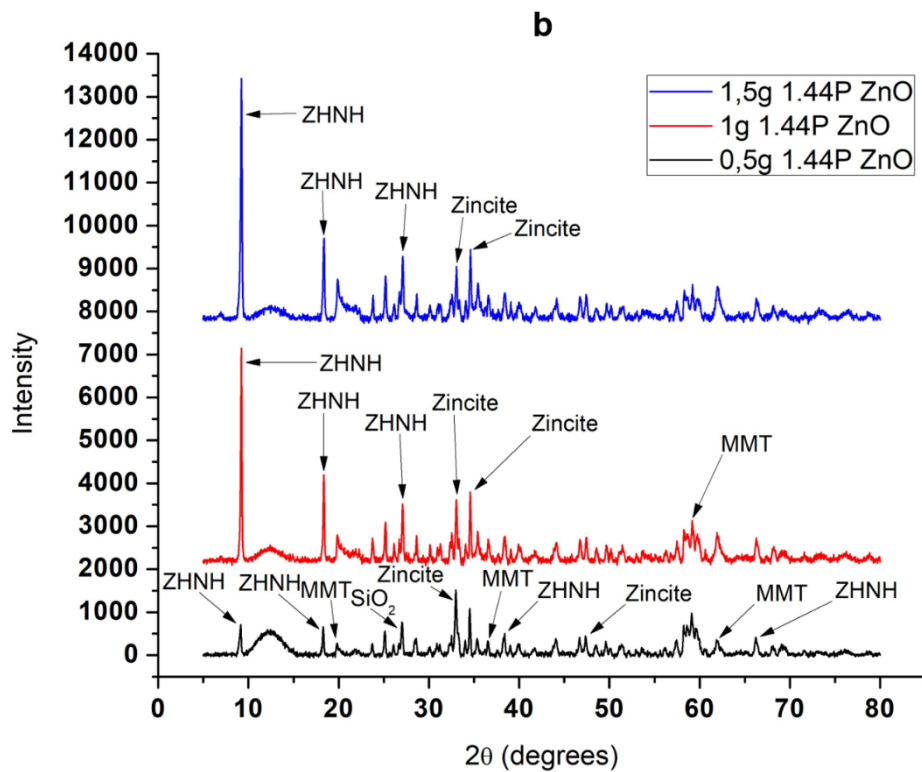 b
14000
13000
12000
11000
10000
9000
8000
7000
6000
5000
4000
3000
2000
1000
0
Intensity
1,5g 1.44P ZnO
1g 1.44P ZnO
0,5g 1.44P ZnO
ZHNH
ZHNH
ZHNH
Zincite
Zincite
ZHNH
ZHNH
ZHNH
Zincite
Zincite
MMT
ZHNH
ZHNH
MMT
SiO₂
Zincite
MMT
ZHNH
Zincite
MMT
ZHNH
0 10 20 30 40 50 60 70 80
2θ (degrees)